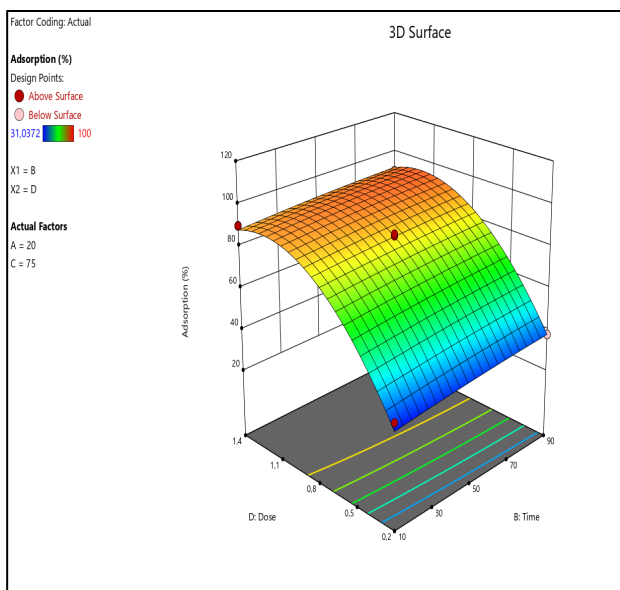 Factor Coding: Actual
3D Surface
Adsorption (%)
Design Points:
Above Surface
Below Surface
31,0372 100
X1 = B
X2 = D
Actual Factors
A = 20
C = 75
120
100
80
60
40
20
Adsorption (%)
1,4
1,1
0,8
0,5
0,2
D: Dose
10
30
50
70
90
B: Time